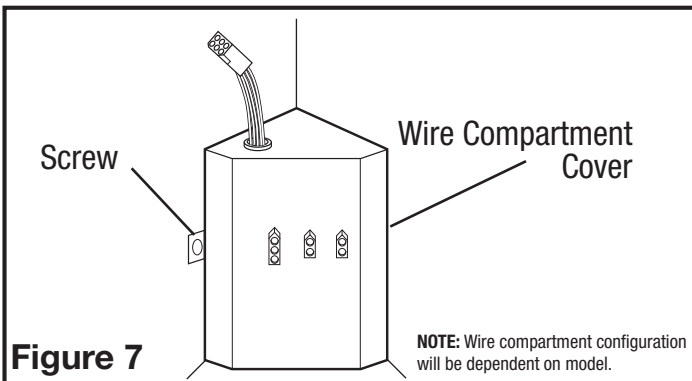 Screw
Wire Compartment
Cover
Figure 7
NOTE: Wire compartment configuration
will be dependent on model.